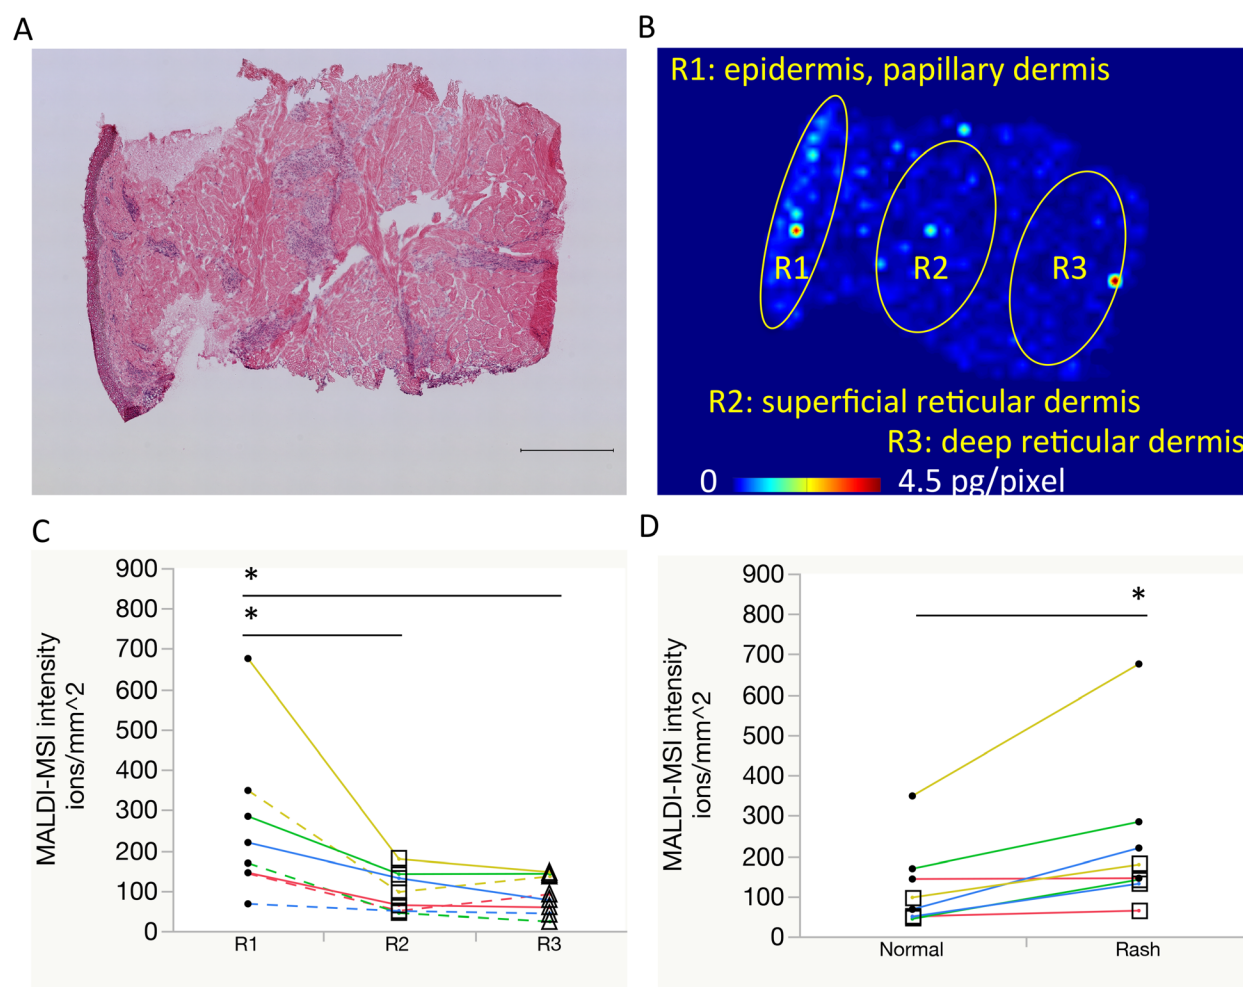 A
B
R1: epidermis, papillary dermis
R1
R2
R3
R2: superficial reticular dermis
R3: deep reticular dermis
0
4.5 pg/pixel
C
MALDI-MSI intensity
ions/mm^2
900
800
700
600
500
400
300
200
100
0
*
*
R1
R2
R3
D
MALDI-MSI intensity
ions/mm^2
900
800
700
600
500
400
300
200
100
0
*
Normal
Rash